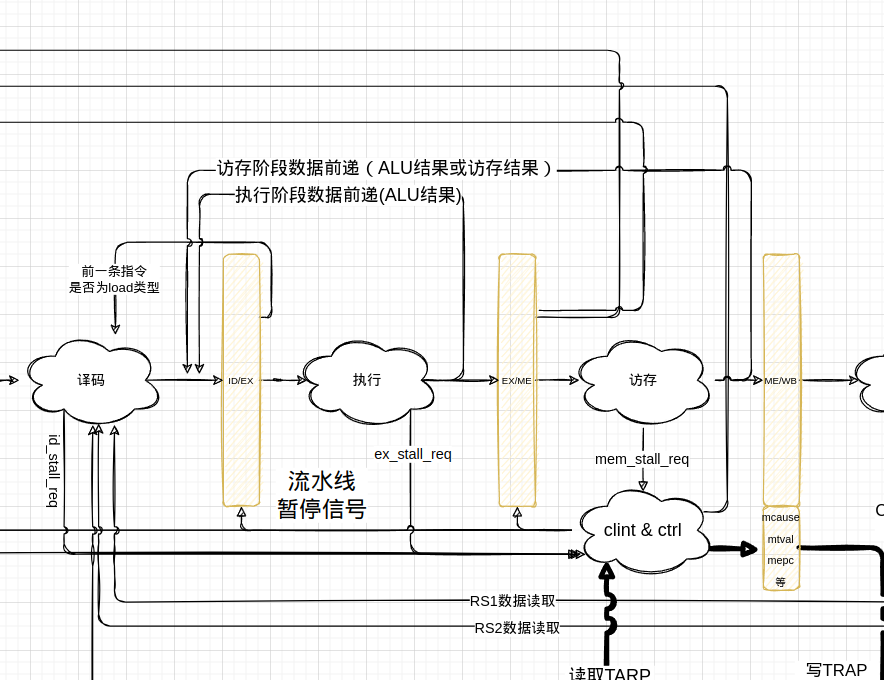 访存阶段数据前递（ALU结果或访存结果）
执行阶段数据前递(ALU结果)
前一条指令
是否为load类型
译码
ID/EX
执行
EX/ME
访存
ME/WB
id_stall_req
ex_stall_req
mem_stall_req
流水线
暂停信号
clint & ctrl
mcause
mtval
mepc
等
RS1数据读取
RS2数据读取
读取TARP
写TRAP